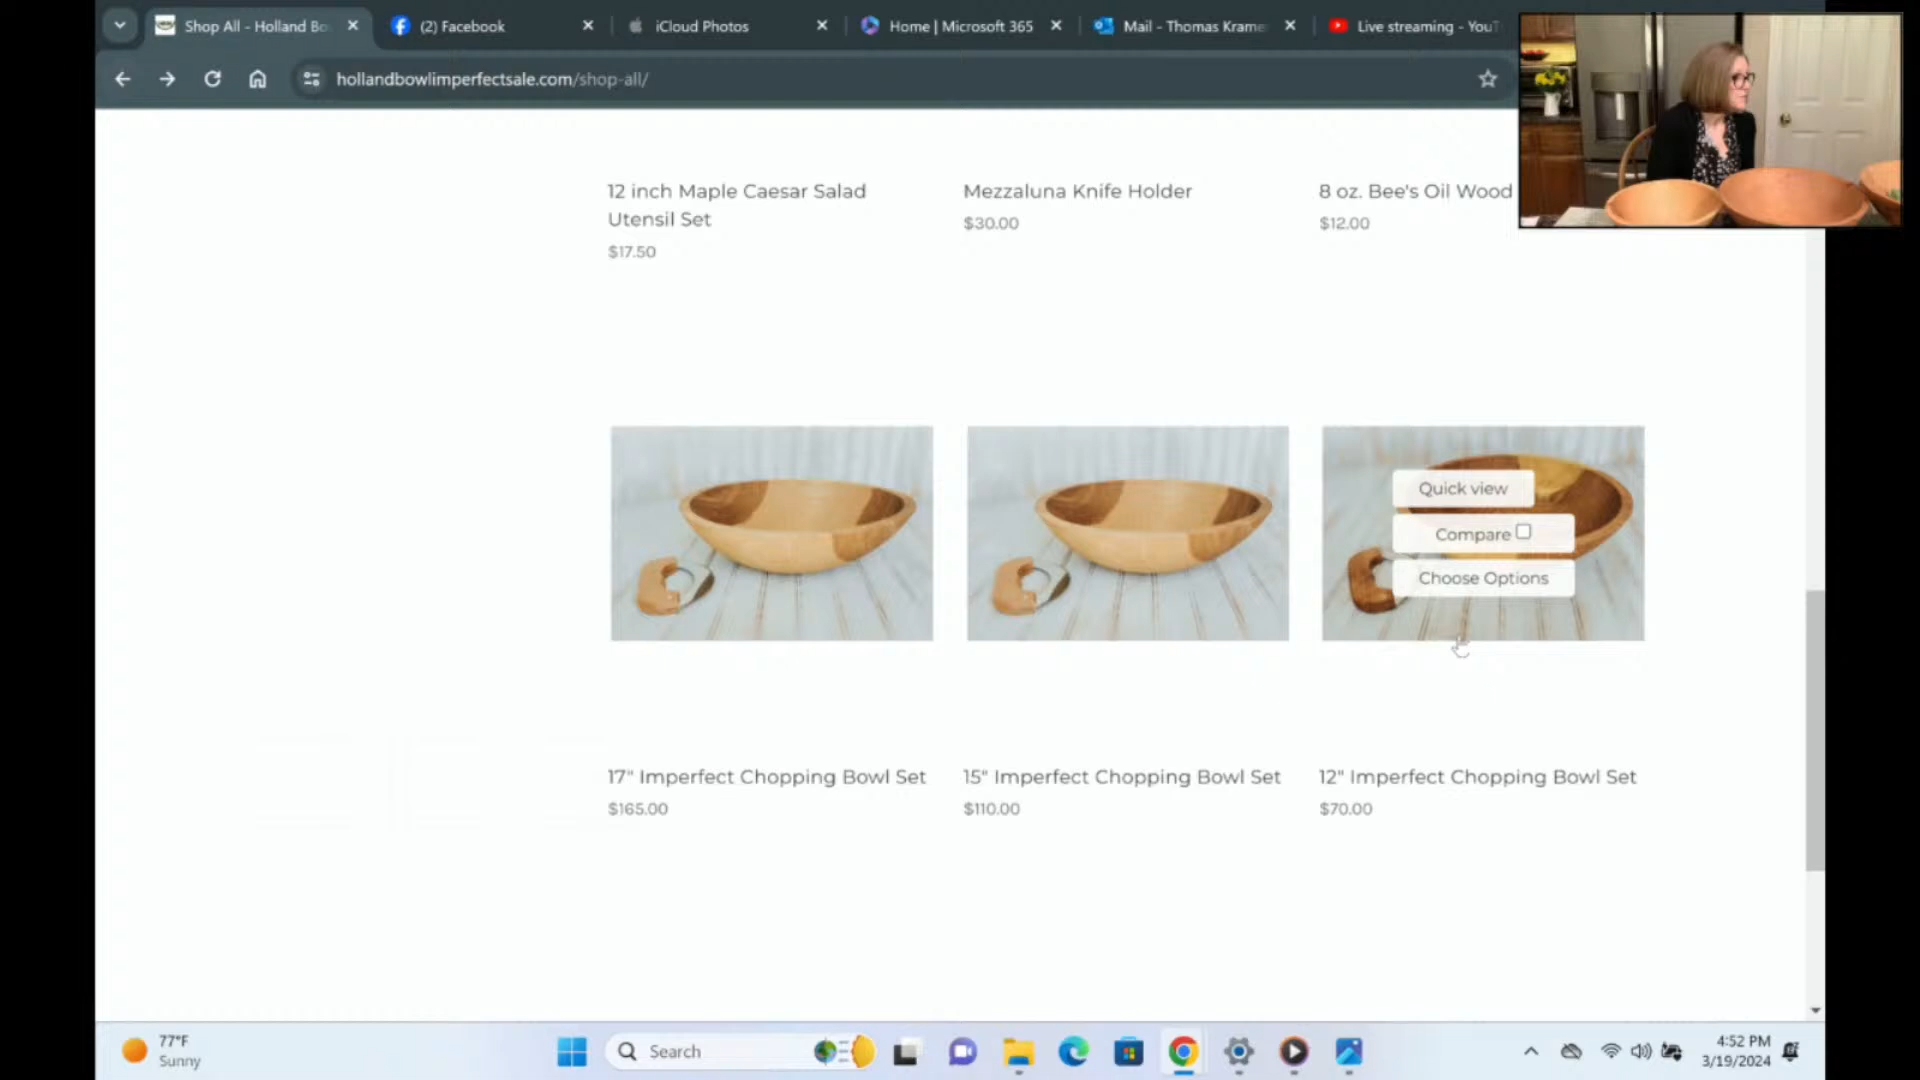 Shop All - Holland Bo
(2) Facebook
iCloud Photos
Home | Microsoft 365
Mail - Thomas Krame
Live streaming - YouT
hollandbowlimperfectsale.com/shop-all/
12 inch Maple Caesar Salad
Utensil Set
$17.50
Mezzaluna Knife Holder
$30.00
8 oz. Bee's Oil Wood
$12.00
Quick view
Compare
Choose Options
17" Imperfect Chopping Bowl Set
$165.00
15" Imperfect Chopping Bowl Set
$110.00
12" Imperfect Chopping Bowl Set
$70.00
77°F
Sunny
Search
4:52 PM
3/19/2024